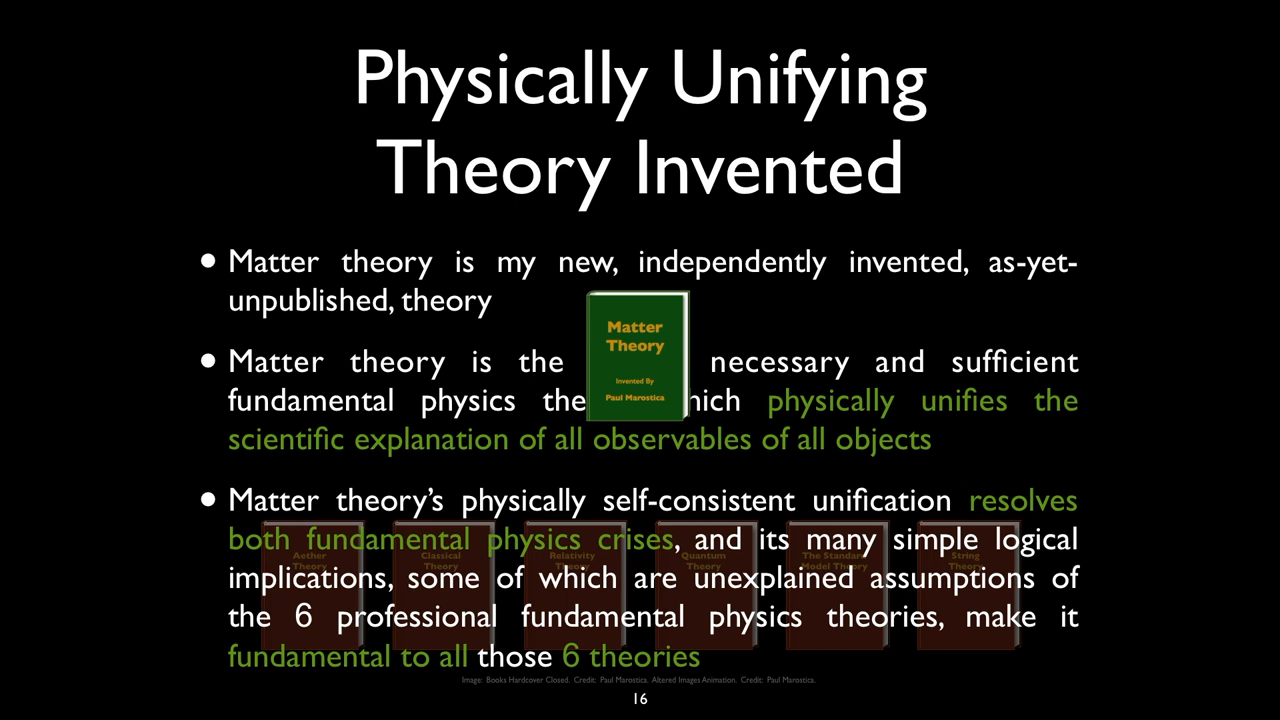 Physically Unifying
Theory Invented
• Matter theory is my new, independently invented, as-yet-
unpublished, theory
• Matter theory is the necessary and sufficient
fundamental physics the hich physically unifies the
scientific explanation of all observables of all objects
Matter
Theory
Invented By
Paul Marostica
• Matter theory’s physically self-consistent unification resolves
both fundamental physics crises, and its many simple logical
implications, some of which are unexplained assumptions of
the 6 professional fundamental physics theories, make it
fundamental to all those 6 theories
Aether
Theory
Classical
Theory
Relativity
Theory
Quantum
Theory
The Standard
Model Theory
String
Theory
Image: Books Hardcover Closed. Credit: Paul Marostica. Altered Images Animation. Credit: Paul Marostica.
16